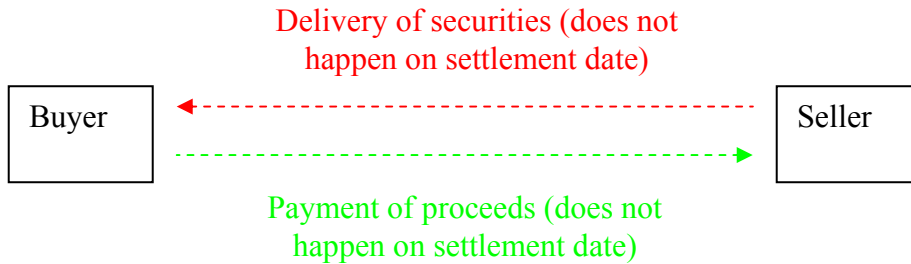 Delivery of securities (does not
happen on settlement date)
Buyer
Seller
Payment of proceeds (does not
happen on settlement date)